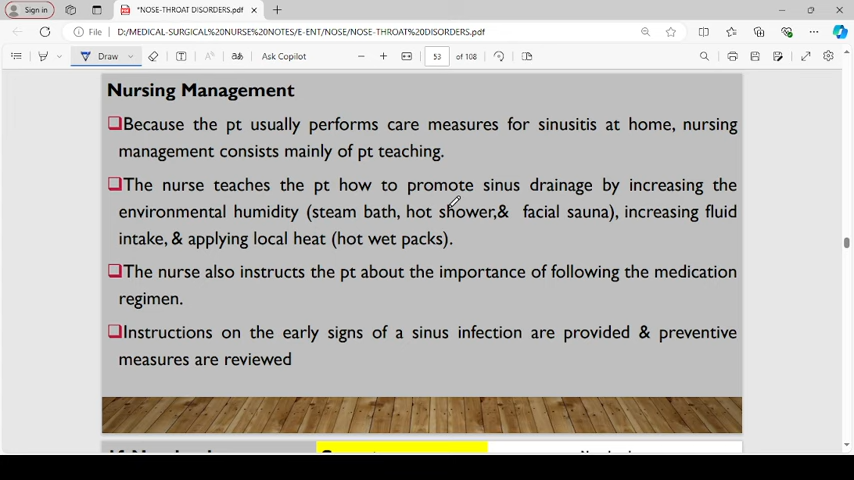 Sign in
*NOSE-THROAT DISORDERS.pdf
File
D:/MEDICAL-SURGICAL%20NURSE%20NOTES/E-ENT/NOSE/NOSE-THROAT%20DISORDERS.pdf
Draw
Ask Copilot
53 of 108
Nursing Management
Because the pt usually performs care measures for sinusitis at home, nursing
management consists mainly of pt teaching.
The nurse teaches the pt how to promote sinus drainage by increasing the
environmental humidity (steam bath, hot shower,& facial sauna), increasing fluid
intake, & applying local heat (hot wet packs).
The nurse also instructs the pt about the importance of following the medication
regimen.
Instructions on the early signs of a sinus infection are provided & preventive
measures are reviewed